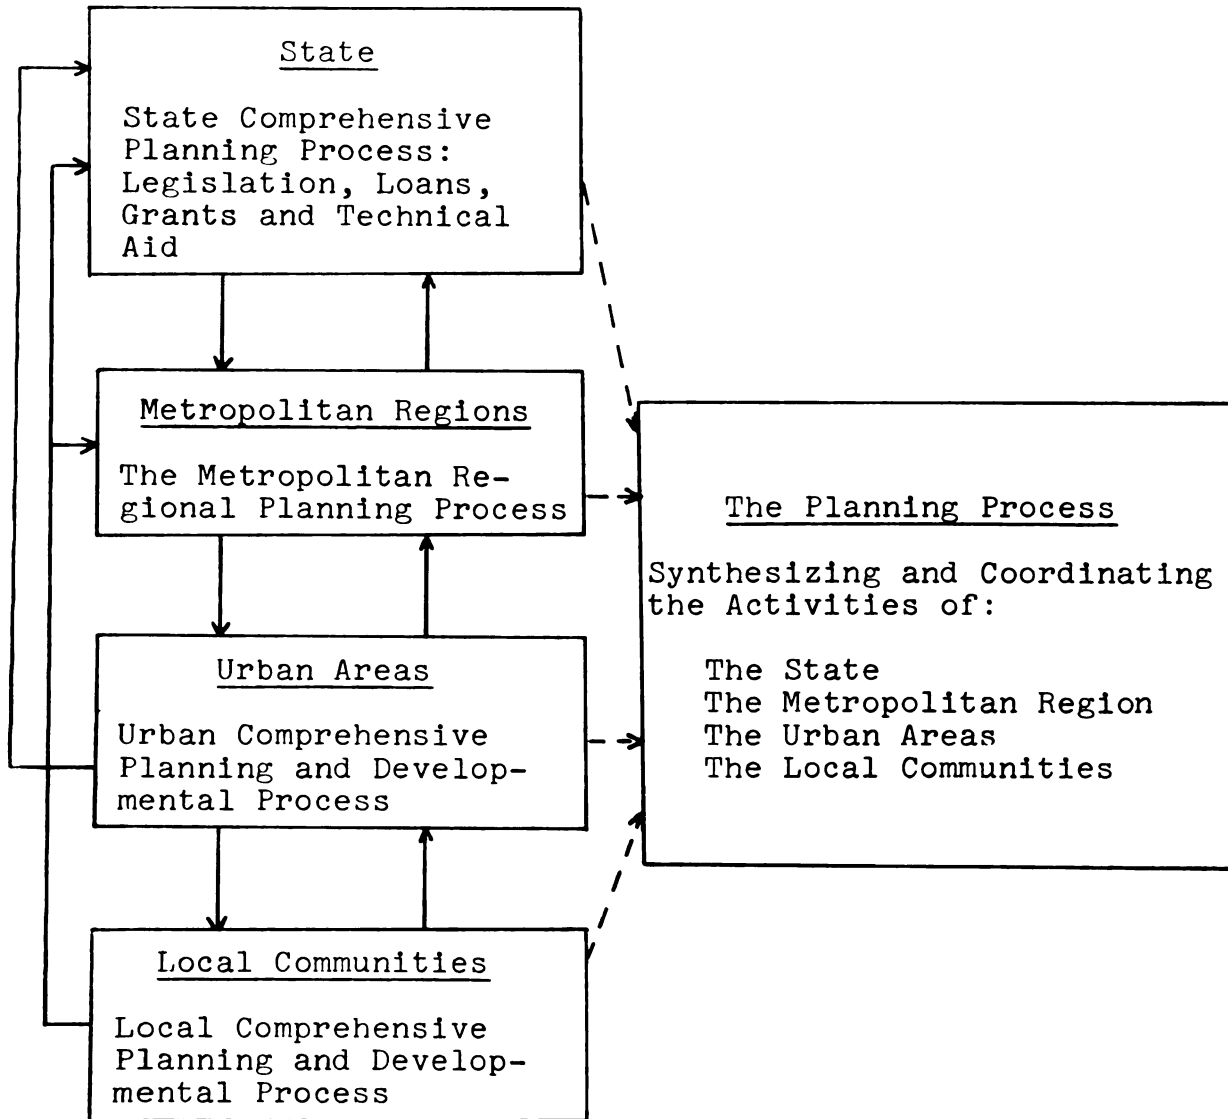 State
State Comprehensive
Planning Process:
Legislation, Loans,
Grants and Technical
Aid
Metropolitan Regions
The Metropolitan Re-
gional Planning Process
Urban Areas
Urban Comprehensive
Planning and Develop-
mental Process
Local Communities
Local Comprehensive
Planning and Develop-
mental Process
The Planning Process
Synthesizing and Coordinating
the Activities of:
The State
The Metropolitan Region
The Urban Areas
The Local Communities